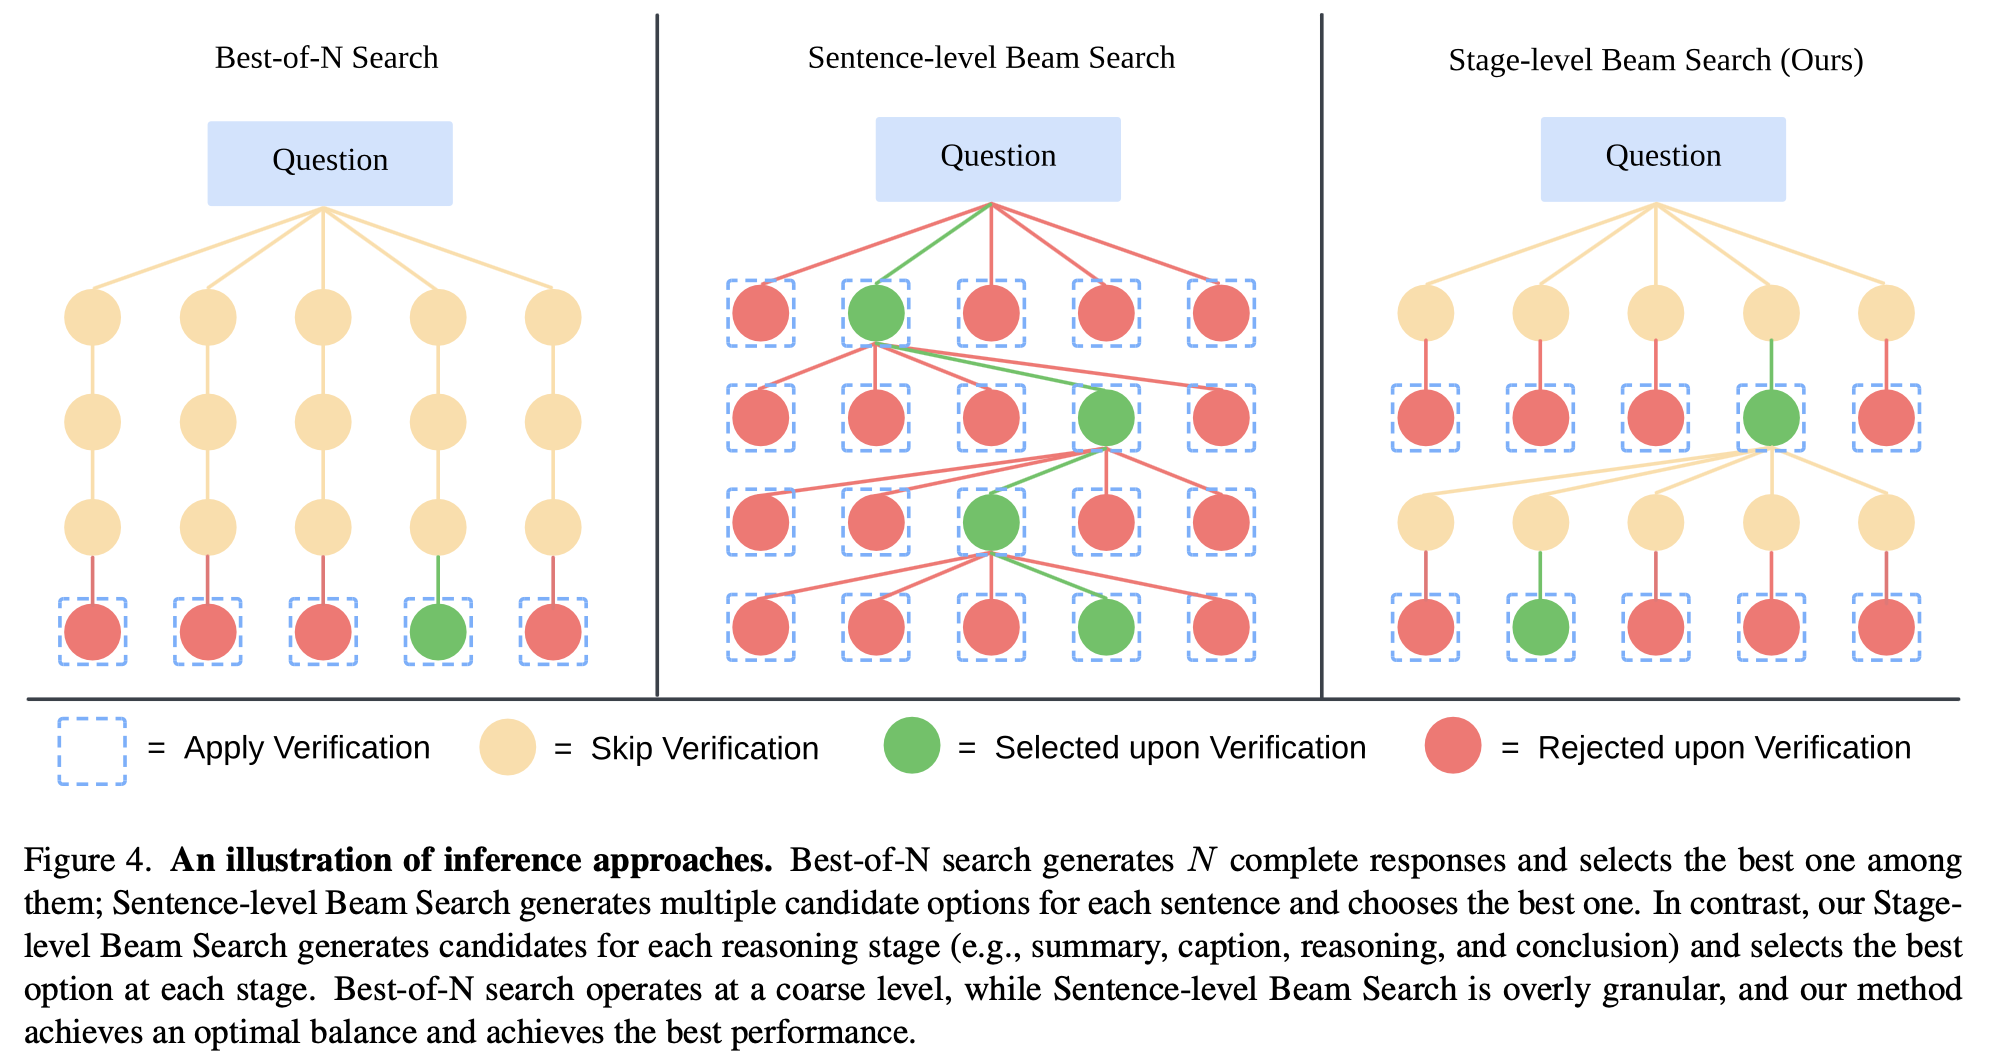 Best-of-N Search
Sentence-level Beam Search
Stage-level Beam Search (Ours)
Question
Question
Question
= Apply Verification
= Skip Verification
= Selected upon Verification
= Rejected upon Verification
Figure 4. An illustration of inference approaches. Best-of-N search generates N complete responses and selects the best one among
them; Sentence-level Beam Search generates multiple candidate options for each sentence and chooses the best one. In contrast, our Stage-
level Beam Search generates candidates for each reasoning stage (e.g., summary, caption, reasoning, and conclusion) and selects the best
option at each stage. Best-of-N search operates at a coarse level, while Sentence-level Beam Search is overly granular, and our method
achieves an optimal balance and achieves the best performance.